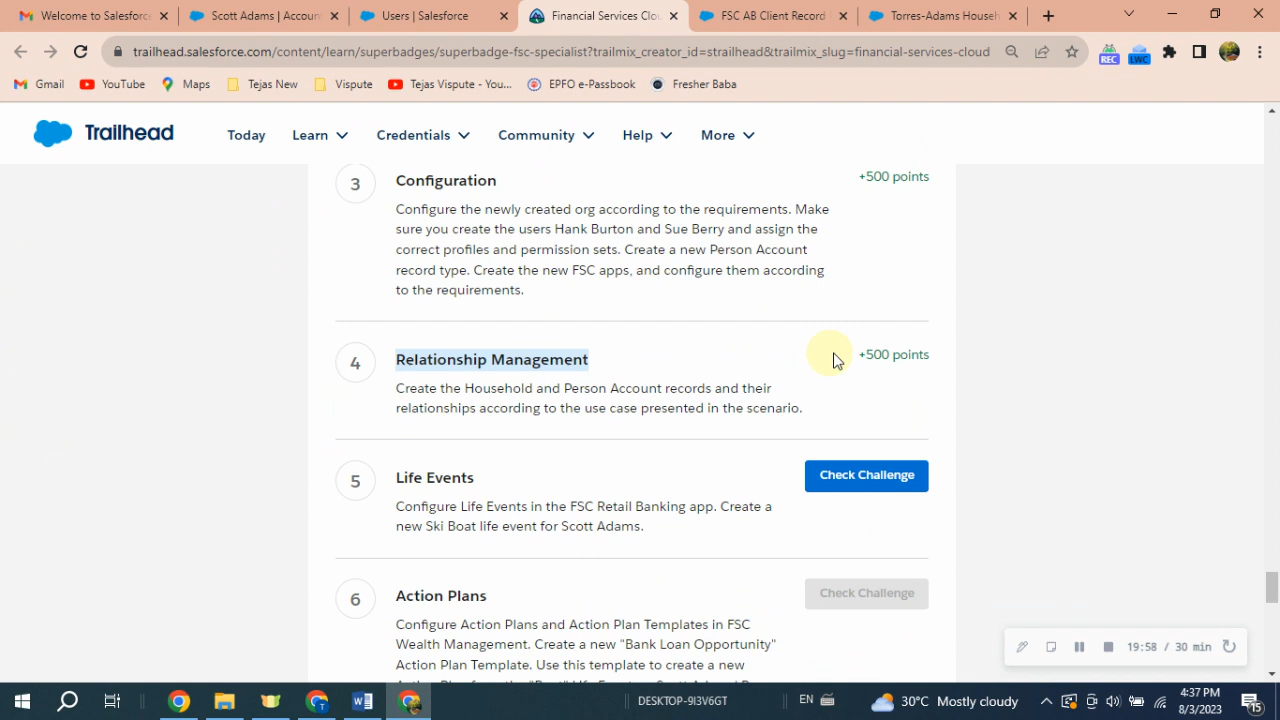 Welcome to Salesforce:
Scott Adams | Account
Users | Salesforce
Financial Services Clou
FSC AB Client Record
Torres-Adams Househ
trailhead.salesforce.com/content/learn/superbadges/superbadge-fsc-specialist?trailmix_creator_id=strailhead&trailmix_slug=financial-services-cloud
REC
LWC
Gmail
YouTube
Maps
Tejas New
Vispute
Tejas Vispute - You...
EPFO e-Passbook
Fresher Baba
Trailhead
Today
Learn
Credentials
Community
Help
More
3
Configuration
+500 points
Configure the newly created org according to the requirements. Make
sure you create the users Hank Burton and Sue Berry and assign the
correct profiles and permission sets. Create a new Person Account
record type. Create the new FSC apps, and configure them according
to the requirements.
4
Relationship Management
+500 points
Create the Household and Person Account records and their
relationships according to the use case presented in the scenario.
5
Life Events
Check Challenge
Configure Life Events in the FSC Retail Banking app. Create a
new Ski Boat life event for Scott Adams.
6
Action Plans
Check Challenge
Configure Action Plans and Action Plan Templates in FSC
Wealth Management. Create a new "Bank Loan Opportunity"
Action Plan Template. Use this template to create a new
19:58 / 30 min
DESKTOP-9I3V6GT
EN
30°C Mostly cloudy
4:37 PM
8/3/2023
15